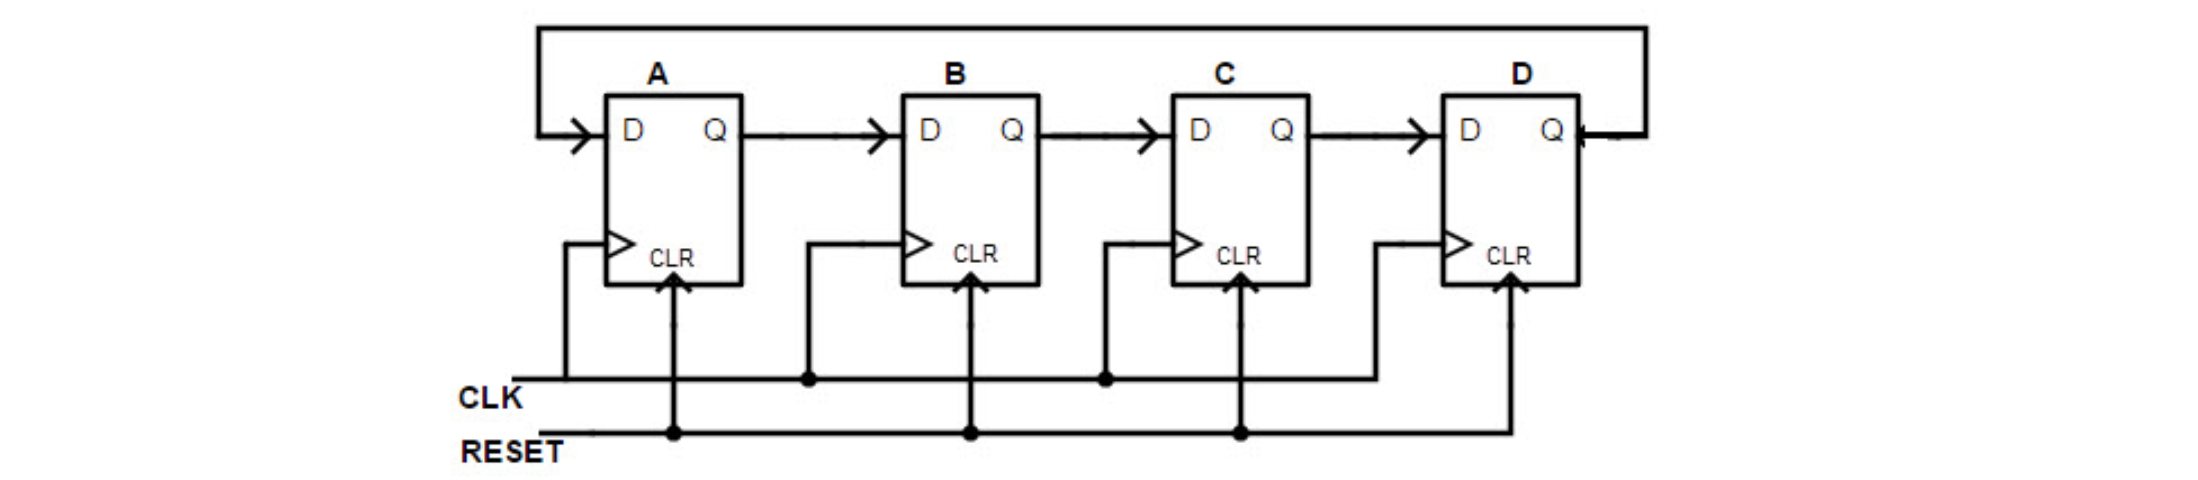 A B C D
D Q D Q D Q D Q
CLR CLR CLR CLR
CLK
RESET